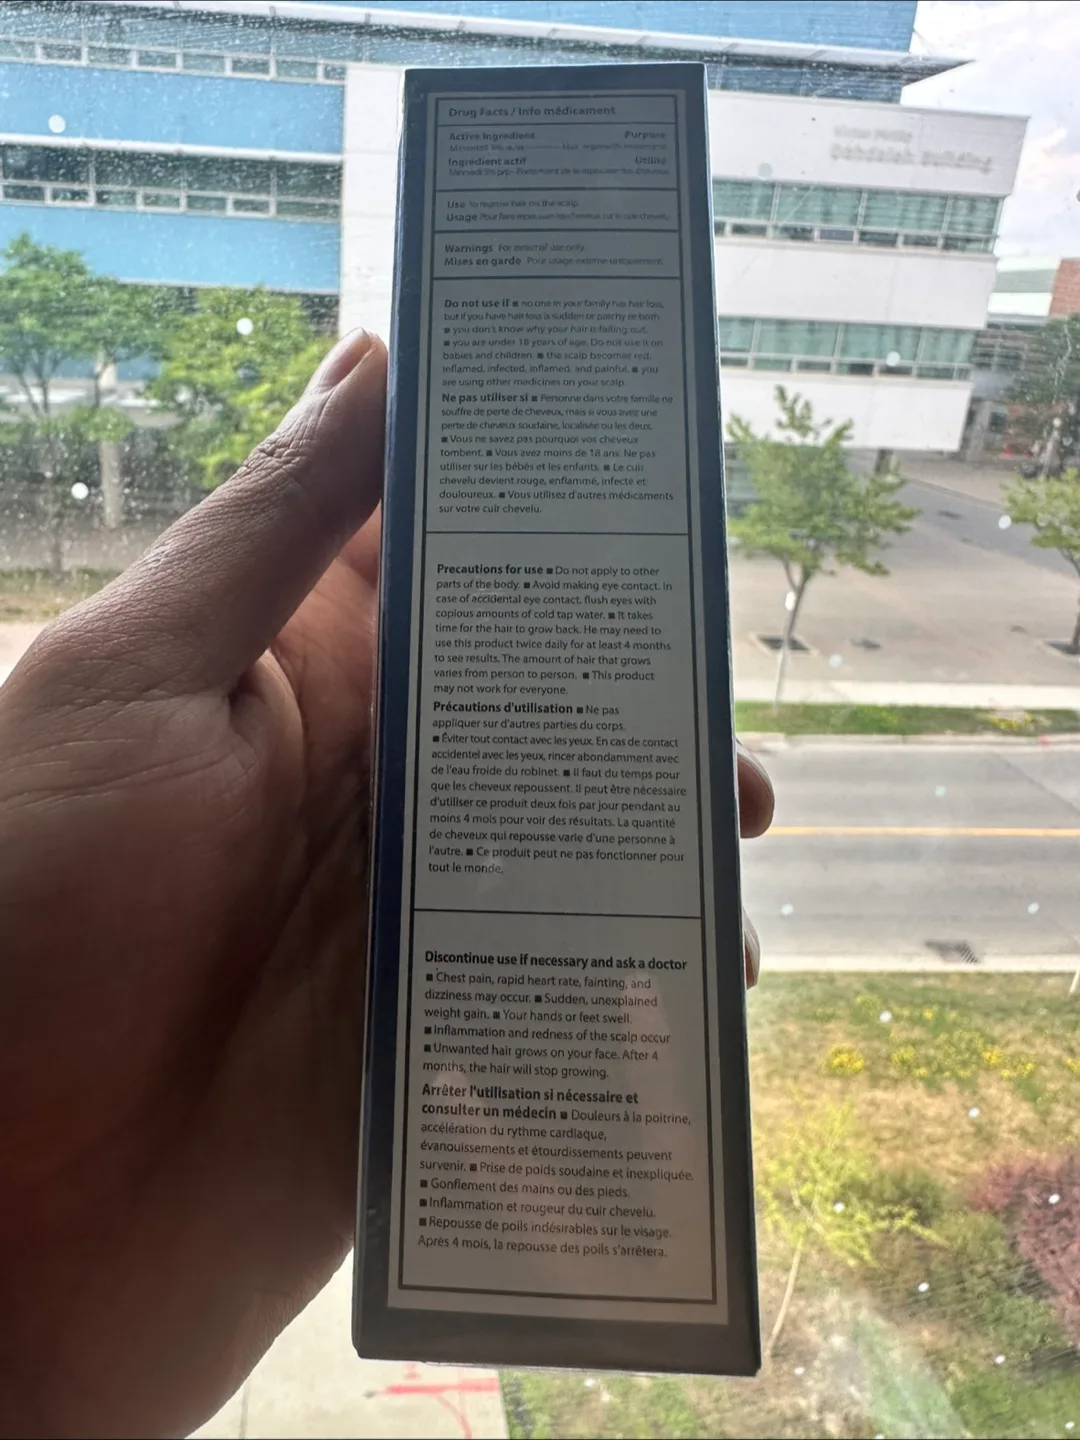 Drug Facts / Info médicament
Active Ingredient Purpose
Minoxidil 5% w/w Hair regrowth treatment
Ingrédient actif Utilité
Use to regrow hair on the scalp.
Usage Pour faire repousser les cheveux sur le cuir chevelu.
Warnings For external use only.
Mises en garde Pour usage externe uniquement.
Do not use if ■ no one in your family has hair loss,
but if you have hair loss is sudden or patchy or both.
■ you don't know why your hair is falling out.
■ you are under 18 years of age. Do not use it on
babies and children. ■ the scalp becomes red,
inflamed, infected, inflamed, and painful. ■ you
are using other medicines on your scalp.
Ne pas utiliser si ■ Personne dans votre famille ne
souffre de perte de cheveux, mais si vous avez une
perte de cheveux soudaine, localisée ou les deux.
■ Vous ne savez pas pourquoi vos cheveux
tombent. ■ Vous avez moins de 18 ans. Ne pas
utiliser sur les bébés et les enfants. ■ Le cuir
chevelu devient rouge, enflammé, infecté et
douloureux. ■ Vous utilisez d'autres médicaments
sur votre cuir chevelu.
Precautions for use ■ Do not apply to other
parts of the body. ■ Avoid making eye contact. In
case of accidental eye contact, flush eyes with
copious amounts of cold tap water. ■ It takes
time for the hair to grow back. He may need to
use this product twice daily for at least 4 months
to see results. The amount of hair that grows
varies from person to person. ■ This product
may not work for everyone.
Précautions d'utilisation ■ Ne pas
appliquer sur d'autres parties du corps.
■ Éviter tout contact avec les yeux. En cas de contact
accidentel avec les yeux, rincer abondamment avec
de l'eau froide du robinet. ■ Il faut du temps pour
que les cheveux repoussent. Il peut être nécessaire
d'utiliser ce produit deux fois par jour pendant au
moins 4 mois pour voir des résultats. La quantité
de cheveux qui repousse varie d'une personne à
l'autre. ■ Ce produit peut ne pas fonctionner pour
tout le monde.
Discontinue use if necessary and ask a doctor
■ Chest pain, rapid heart rate, fainting, and
dizziness may occur. ■ Sudden, unexplained
weight gain. ■ Your hands or feet swell.
■ Inflammation and redness of the scalp occur
■ Unwanted hair grows on your face. After 4
months, the hair will stop growing.
Arrêter l'utilisation si nécessaire et
consulter un médecin ■ Douleurs à la poitrine,
accélération du rythme cardiaque,
évanouissements et étourdissements peuvent
survenir. ■ Prise de poids soudaine et inexpliquée.
■ Gonflement des mains ou des pieds.
■ Inflammation et rougeur du cuir chevelu.
■ Repousse de poils indésirables sur le visage.
Après 4 mois, la repousse des poils s'arrêtera.